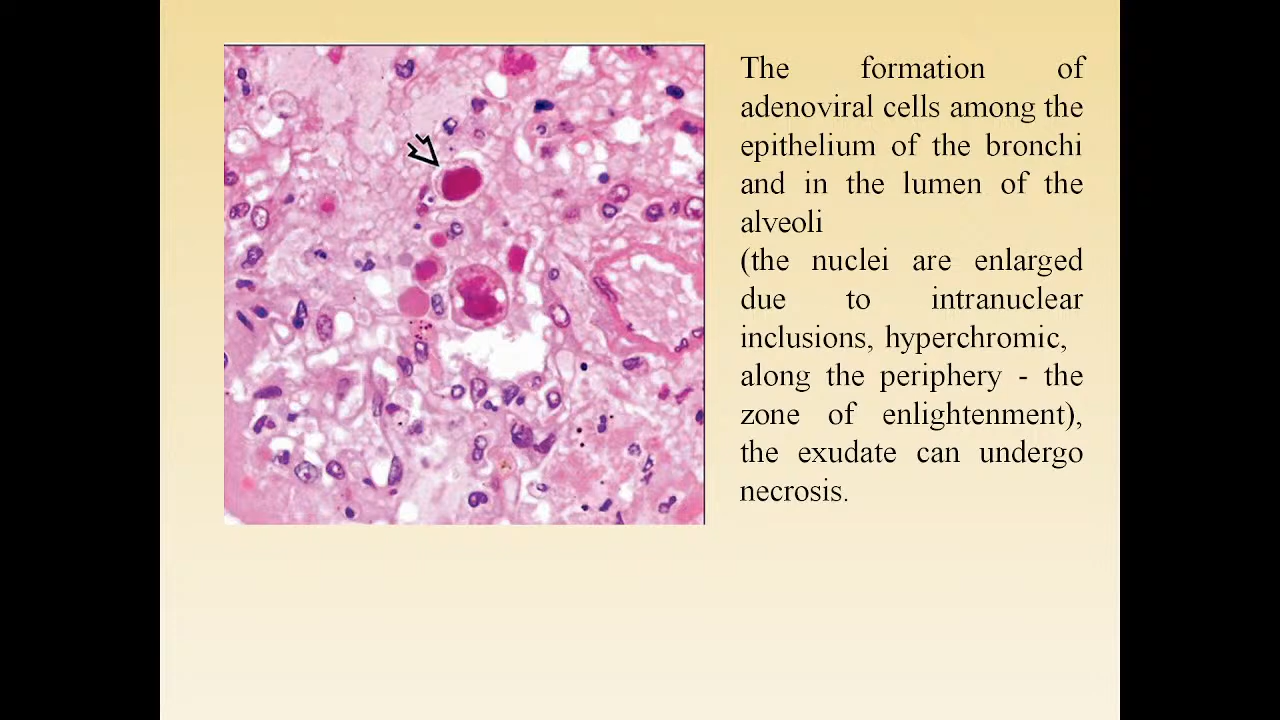 The formation of
adenoviral cells among the
epithelium of the bronchi
and in the lumen of the
alveoli
(the nuclei are enlarged
due to intranuclear
inclusions, hyperchromic,
along the periphery - the
zone of enlightenment),
the exudate can undergo
necrosis.